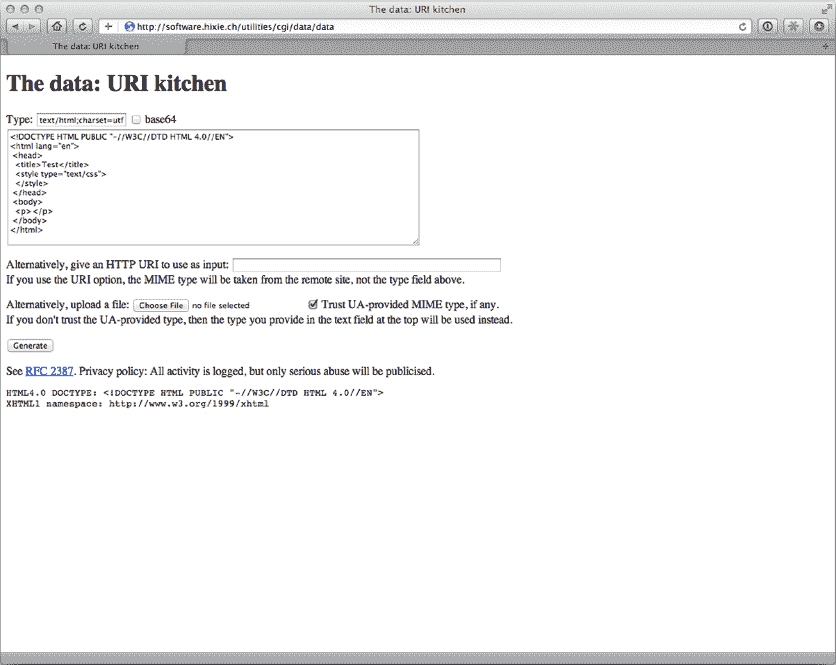 The data: URI kitchen
http://software.hixie.ch/utilities/cgi/data/data
The data: URI kitchen
The data: URI kitchen
Type: text/html;charset=utf base64
<!DOCTYPE HTML PUBLIC "-//W3C//DTD HTML 4.0//EN">
<html lang="en">
<head>
<title>Test</title>
<style type="text/css">
</style>
</head>
<body>
<p></p>
</body>
</html>
Alternatively, give an HTTP URI to use as input:
If you use the URI option, the MIME type will be taken from the remote site, not the type field above.
Alternatively, upload a file: Choose File no file selected Trust UA-provided MIME type, if any.
If you don't trust the UA-provided type, then the type you provide in the text field at the top will be used instead.
Generate
See RFC 2387. Privacy policy: All activity is logged, but only serious abuse will be publicised.
HTML4.0 DOCTYPE: <!DOCTYPE HTML PUBLIC "-//W3C//DTD HTML 4.0//EN">
XHTML1 namespace: http://www.w3.org/1999/xhtml